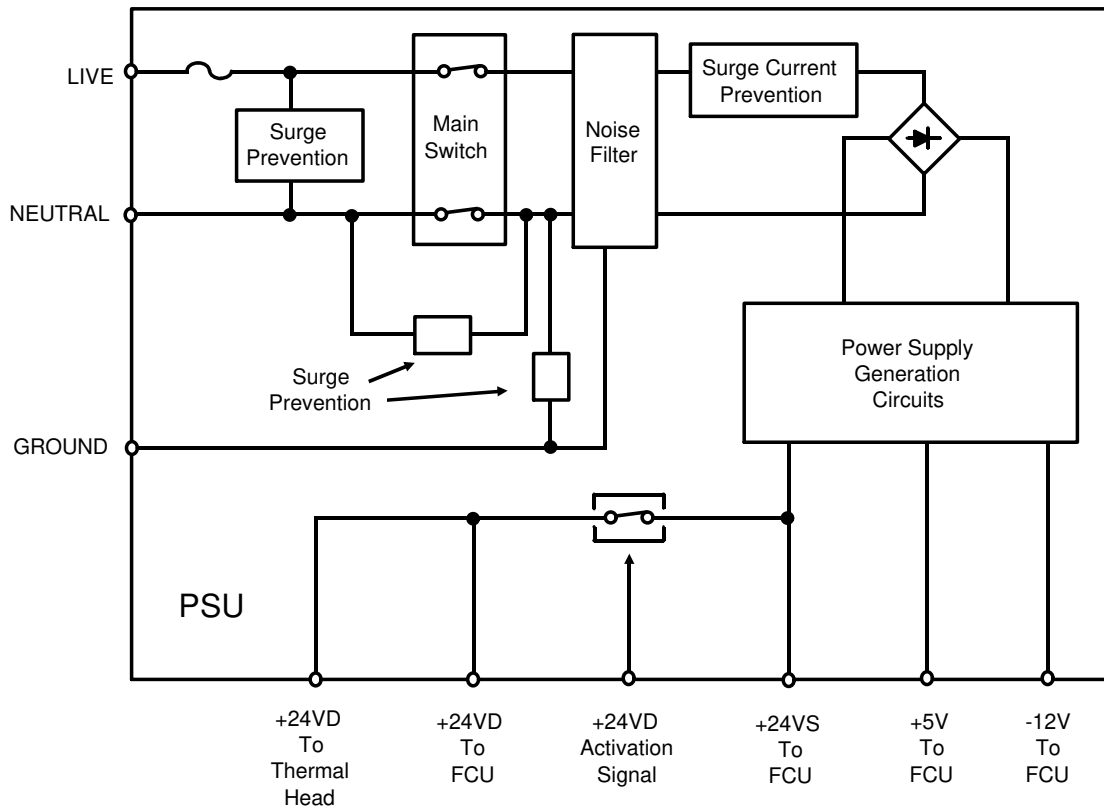 LIVE
Surge
Prevention
Main
Switch
Noise
Filter
Surge Current
Prevention
NEUTRAL
Surge
Prevention
Power Supply
Generation
Circuits
GROUND
PSU
+24VD
To
Thermal
Head
+24VD
To
FCU
+24VD
Activation
Signal
+24VS
To
FCU
+5V
To
FCU
-12V
To
FCU